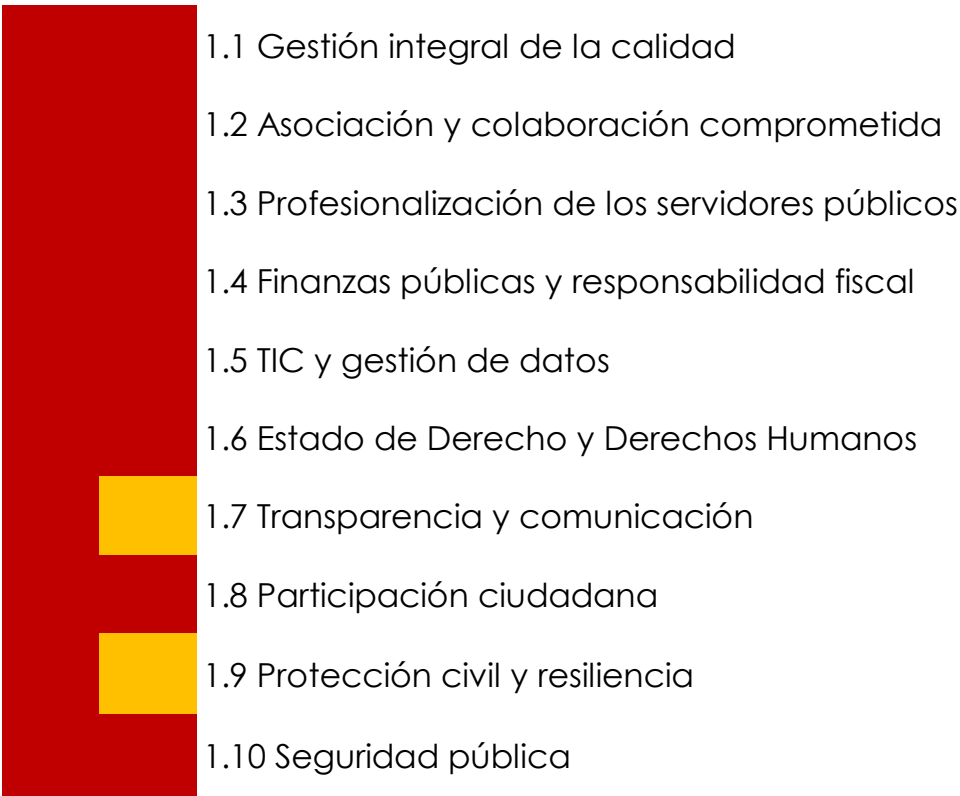 1.1 Gestión integral de la calidad
1.2 Asociación y colaboración comprometida
1.3 Profesionalización de los servidores públicos
1.4 Finanzas públicas y responsabilidad fiscal
1.5 TIC y gestión de datos
1.6 Estado de Derecho y Derechos Humanos
1.7 Transparencia y comunicación
1.8 Participación ciudadana
1.9 Protección civil y resiliencia
1.10 Seguridad pública